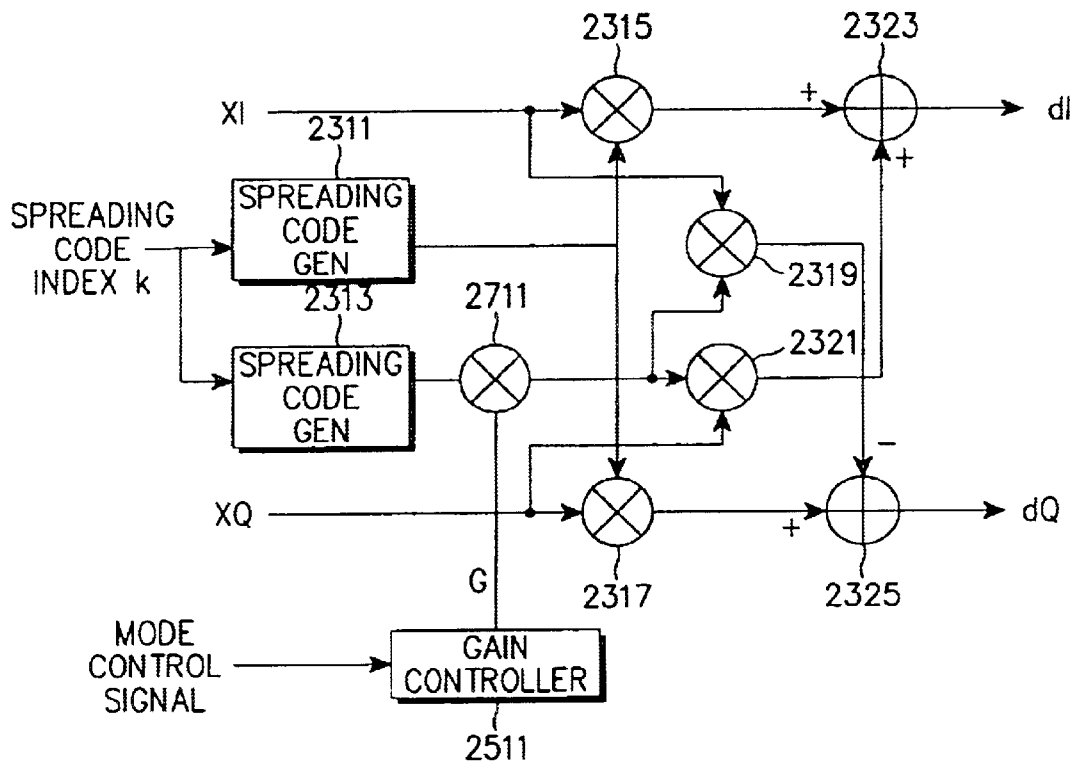 2315
2323
XI
+
dI
2311
+
SPREADING
CODE
INDEX k
SPREADING
CODE
GEN
2319
2313
2711
2321
SPREADING
CODE
GEN
-
XQ
+
dQ
G
2317
2325
MODE
CONTROL
SIGNAL
GAIN
CONTROLLER
2511